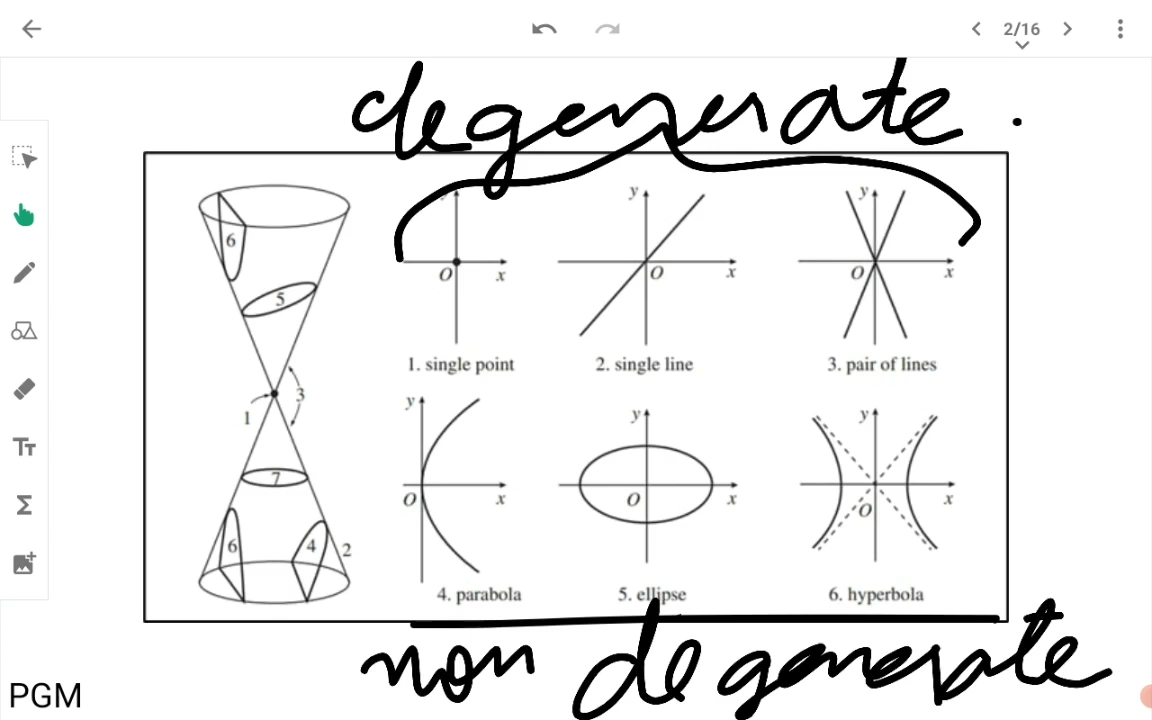 2/16
degenerate.
6
y
y
y
5
O
x
O
x
O
x
1. single point
2. single line
3. pair of lines
1
3
y
y
y
7
O
x
O
x
O
x
6
4
2
4. parabola
5. ellipse
6. hyperbola
non degenerate
PGM
Tт
Σ